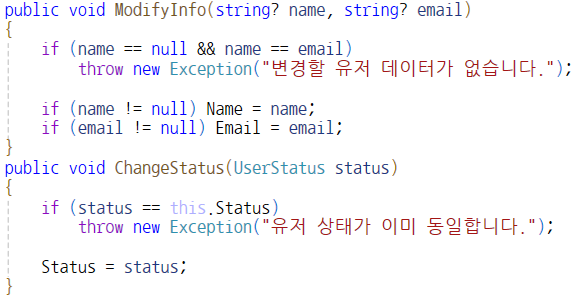 public void ModifyInfo(string? name, string? email)
{
    if (name == null && name == email)
        throw new Exception("변경할 유저 데이터가 없습니다.");

    if (name != null) Name = name;
    if (email != null) Email = email;
}
public void ChangeStatus(UserStatus status)
{
    if (status == this.Status)
        throw new Exception("유저 상태가 이미 동일합니다.");

    Status = status;
}